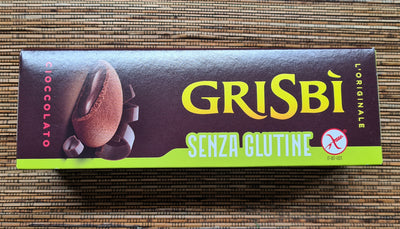 CIOCCOLATO
GRISBÌ
L'ORIGINALE
SENZA GLUTINE